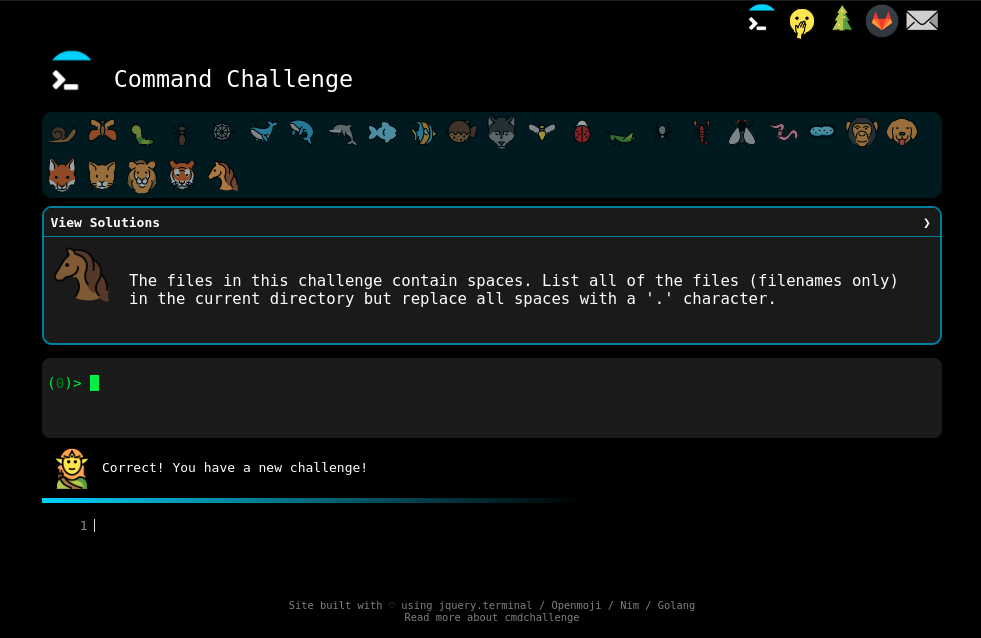 Command Challenge
View Solutions ❯
The files in this challenge contain spaces. List all of the files (filenames only)
in the current directory but replace all spaces with a '.' character.
(0)>
Correct! You have a new challenge!
1
Site built with ♡ using jquery.terminal / Openmoji / Nim / Golang
Read more about cmdchallenge